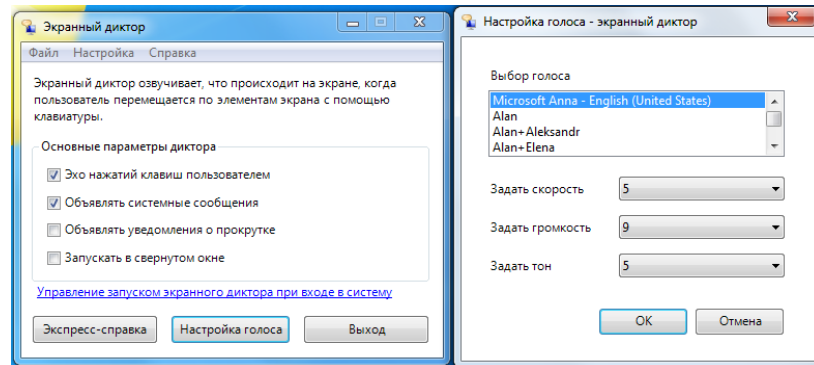 Экранный диктор
Файл Настройка Справка
Экранный диктор озвучивает, что происходит на экране, когда
пользователь перемещается по элементам экрана с помощью
клавиатуры.
Основные параметры диктора
Эхо нажатий клавиш пользователем
Объявлять системные сообщения
Объявлять уведомления о прокрутке
Запускать в свернутом окне
Управление запуском экранного диктора при входе в систему
Экспресс-справка Настройка голоса Выход
Настройка голоса - экранный диктор
Выбор голоса
Microsoft Anna - English (United States)
Alan
Alan+Aleksandr
Alan+Elena
Задать скорость 5
Задать громкость 9
Задать тон 5
OK Отмена